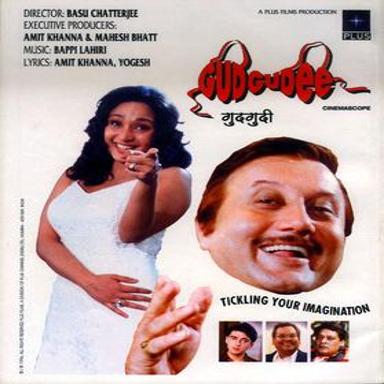 DIRECTOR: BASU CHATTERJEE
EXECUTIVE PRODUCERS:
AMIT KHANNA & MAHESH BHATT
MUSIC: BAPPI LAHIRI
LYRICS: AMIT KHANNA, YOGESH
A PLUS FILMS PRODUCTION
PLUS
GUDGUDEE
CINEMASCOPE
गुदगुदी
TICKLING YOUR IMAGINATION